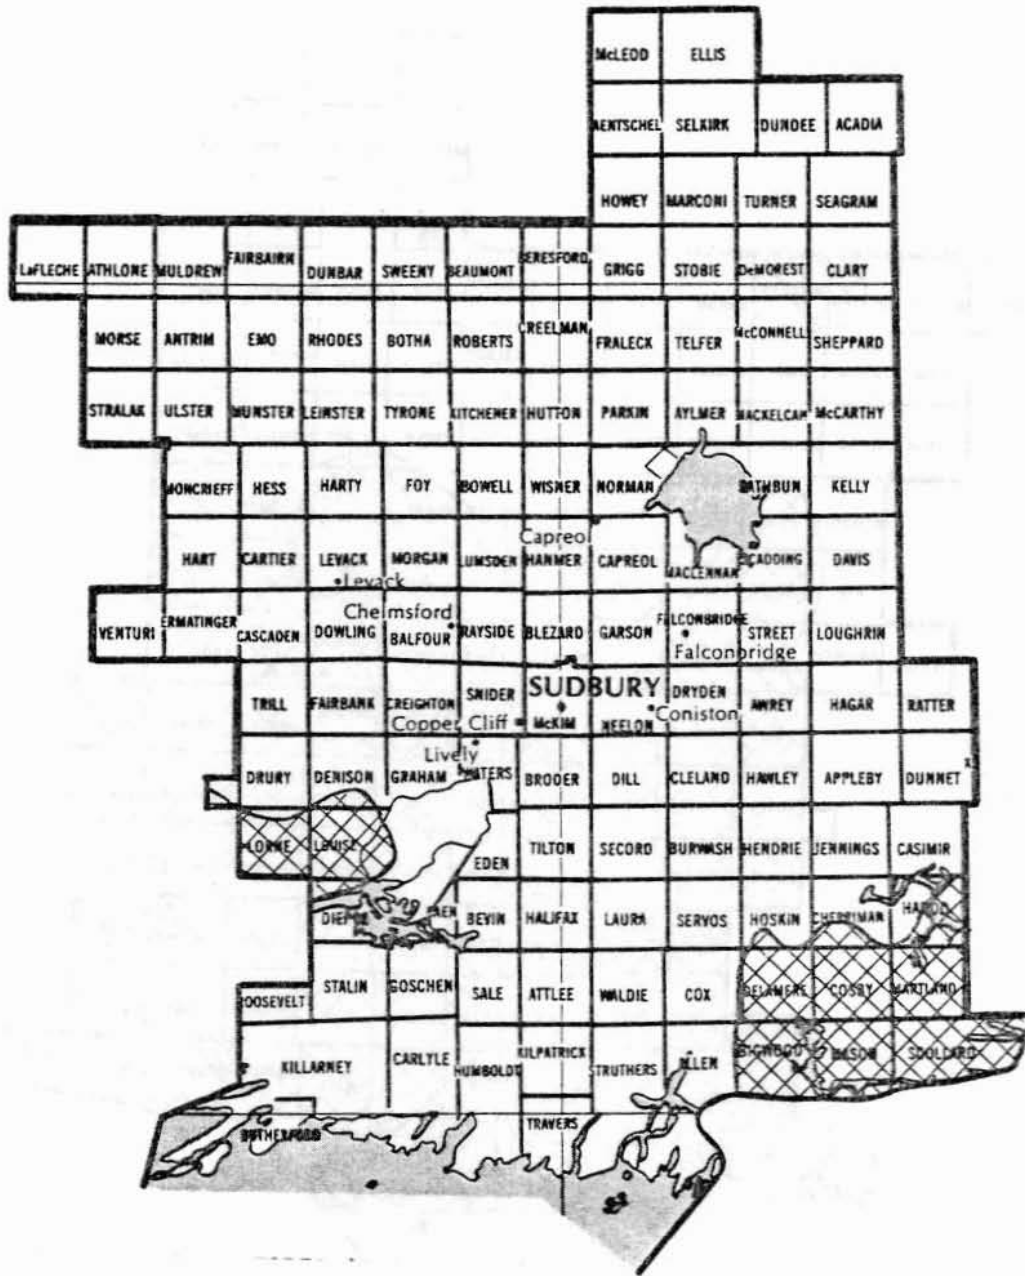 McLEOD ELLIS
SELKIRK DUNDEE ACADIA
HOWEY MARCONI TURNER SEAGRAM
LaFLECHE ATHLONE MULDREW FAIRBAIRN DUNBAR SWEENY BEAUMONT BERESFORD GRIGG STOBIE DeMOREST CLARY
MORSE ANTRIM EMO RHODES BOTHA ROBERTS CREELMAN FRALECK TELFER McCONNELL SHEPPARD
STRALAK ULSTER MUNSTER LEINSTER TYRONE KITCHENER HUTTON PARKIN AYLMER MACKELCAN McCARTHY
MONCRIEFF HESS HARTY FOY BOWELL WISNER NORMAN RATHBUN KELLY
Capreol
HART CARTIER LEVACK MORGAN LUMSDEN HANMER CAPREOL MACLENNAN SCADDING DAVIS
Levack
Chelmsford
VENTURI ERMATINGER CASCADEN DOWLING BALFOUR RAYSIDE BLEZARD GARSON FALCONBRIDGE STREET LOUGHRIN
Falconbridge
SUDBURY
TRILL FAIRBANK CREIGHTON SNIDER McKIM NEELON DRYDEN AWREY HAGAR RATTER
Copper Cliff Coniston
Lively
DRURY DENISON GRAHAM WATERS BRODER DILL CLELAND HAWLEY APPLEBY DUNNET x
LORNE LOUISE EDEN TILTON SECORD BURWASH HENDRIE JENNINGS CASIMIR
BEVIN HALIFAX LAURA SERVOS HOSKIN CHERRIMAN
ROOSEVELT STALIN GOSCHEN SALE ATTLEE WALDIE COX DELAMERE COSBY MARTLAND
KILLARNEY CARLYLE HUMBOLDT KILPATRICK STRUTHERS ALLEN BIGWOOD MASON SCOLLARD
RUTHERFORD TRAVERS